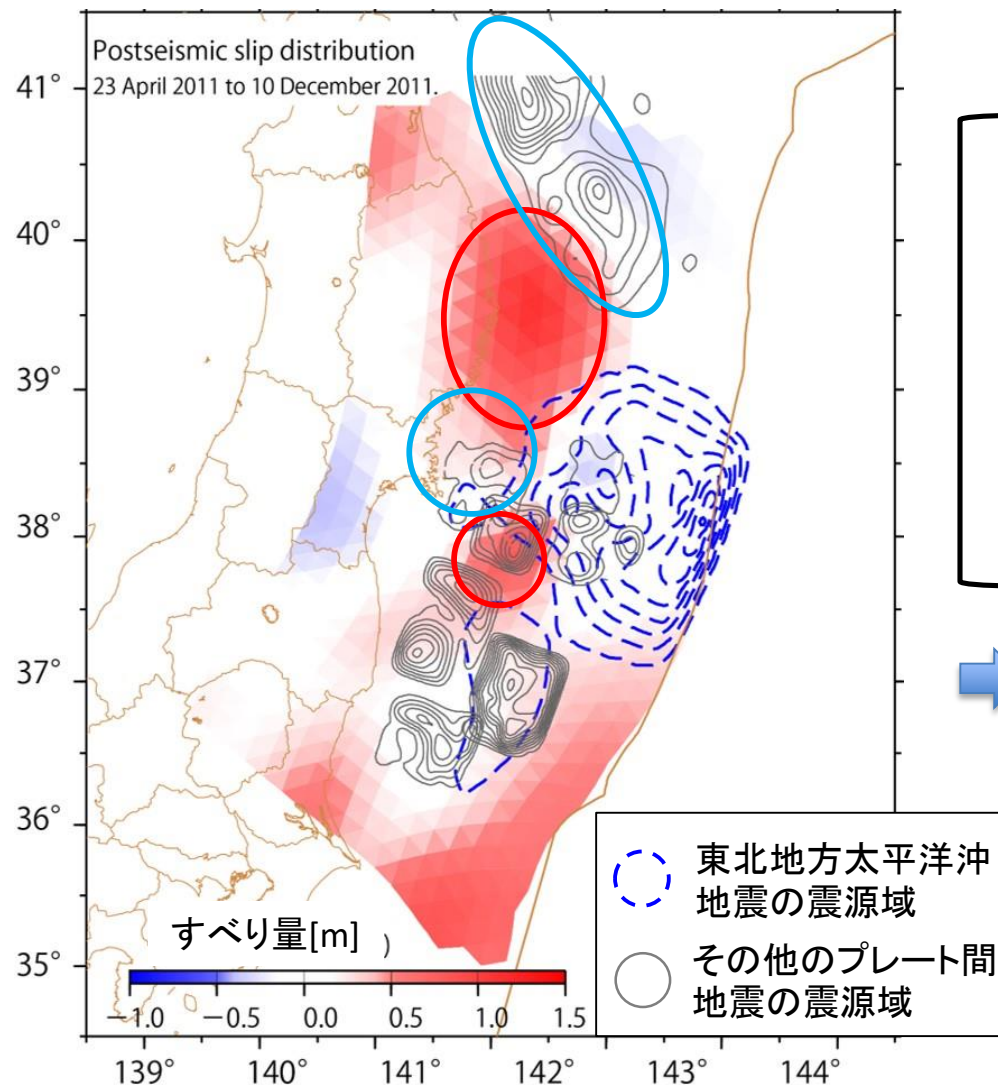 Postseismic slip distribution
23 April 2011 to 10 December 2011.
41°
40°
39°
38°
37°
36°
35°
すべり量[m] )
−1.0 −0.5 0.0 0.5 1.0 1.5
139° 140° 141° 142° 143° 144°
東北地方太平洋沖
地震の震源域
その他のプレート間
地震の震源域